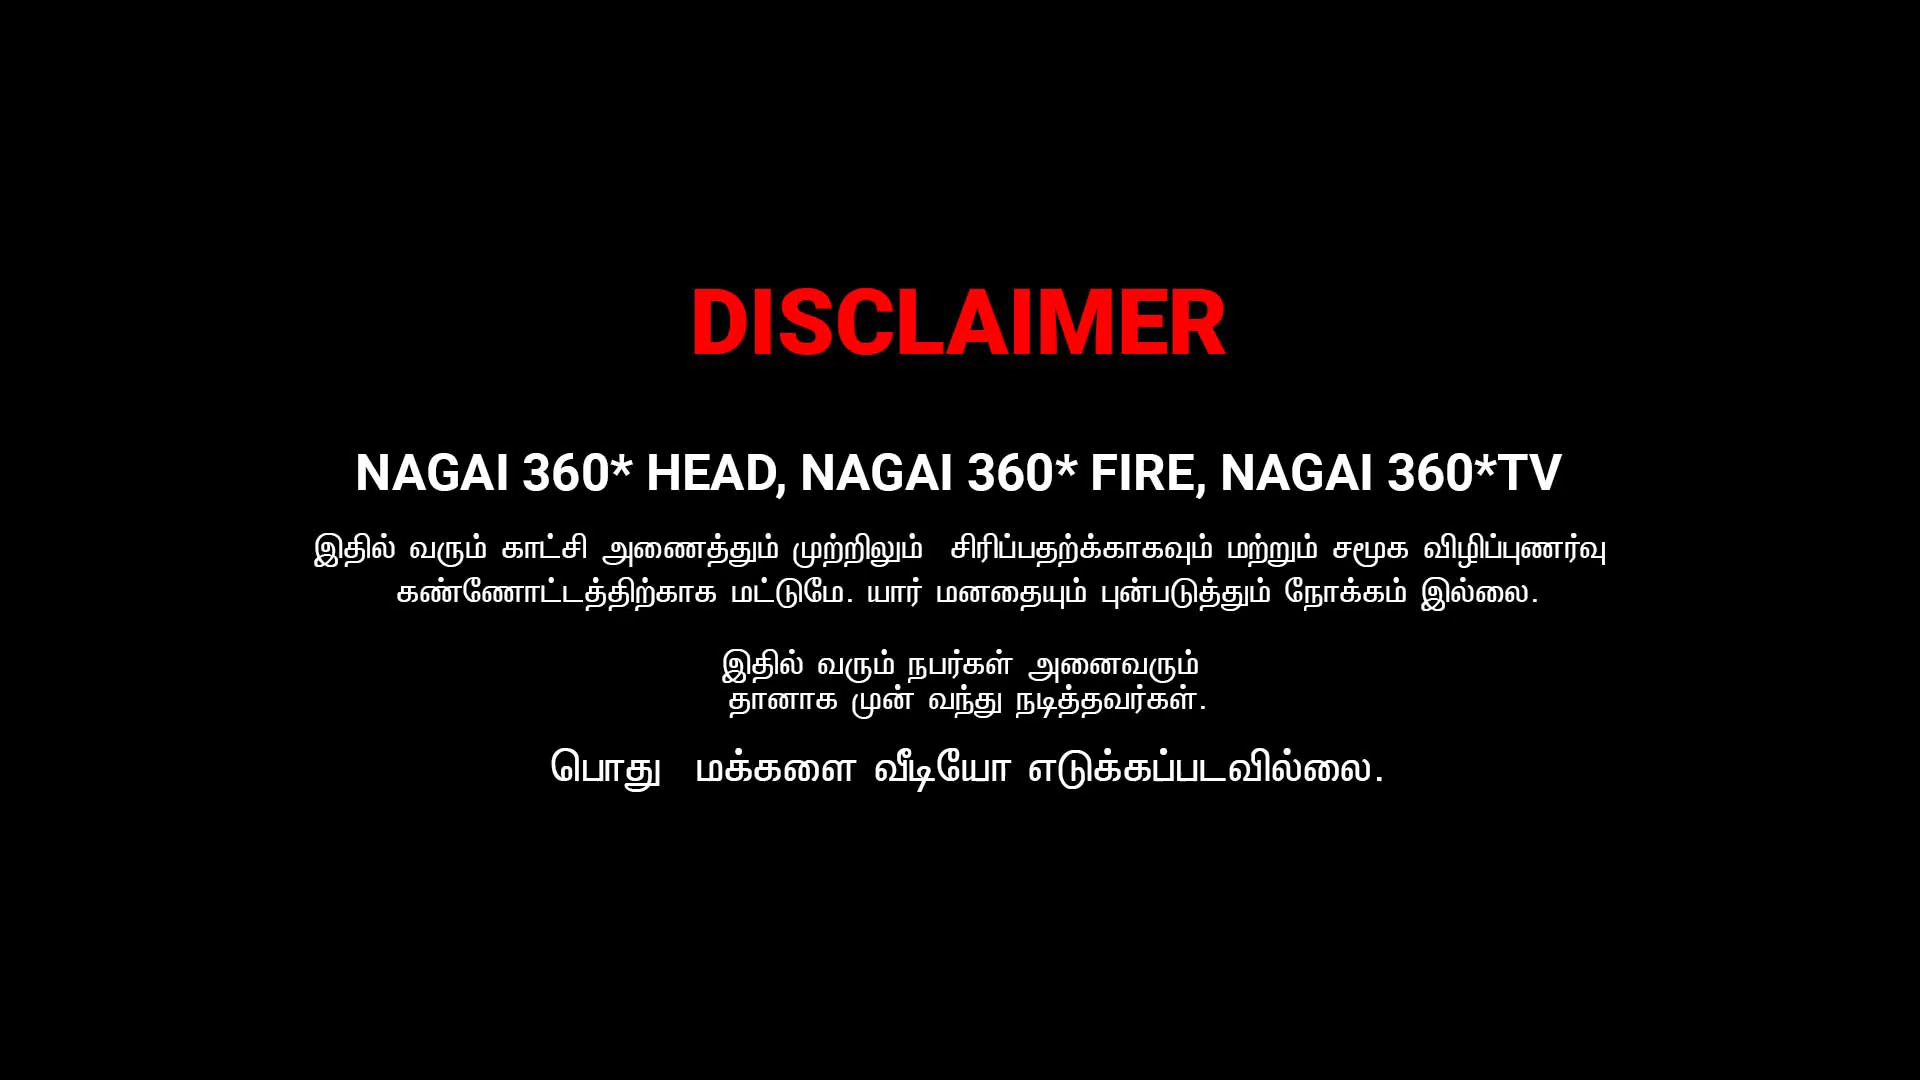 DISCLAIMER
NAGAI 360* HEAD, NAGAI 360* FIRE, NAGAI 360*TV
இதில் வரும் காட்சி அணைத்தும் முற்றிலும் சிரிப்பதற்க்காகவும் மற்றும் சமூக விழிப்புணர்வு
கண்ணோட்டத்திற்காக மட்டுமே. யார் மனதையும் புன்படுத்தும் நோக்கம் இல்லை.
இதில் வரும் நபர்கள் அனைவரும்
தானாக முன் வந்து நடித்தவர்கள்.
பொது மக்களை வீடியோ எடுக்கப்படவில்லை.